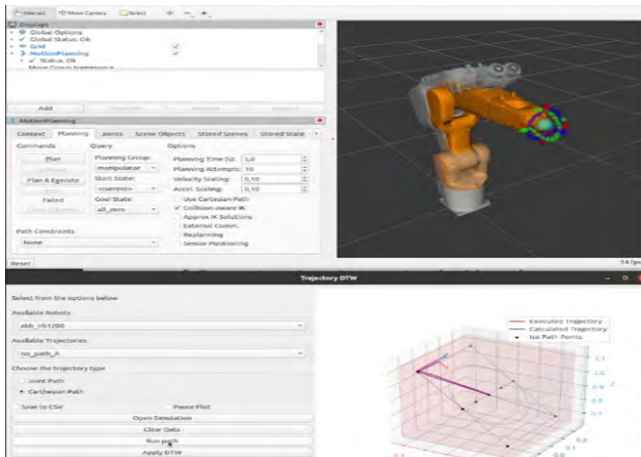 Interact Move Camera Select
Displays
Global Options
Global Status: Ok
Grid
MotionPlanning
Status: Ok
Move Group Namespace
Add
MotionPlanning
Context Planning Joints Scene Objects Stored Scenes Stored State
Commands Query Options
Plan Planning Group: Planning Time (s): 5,0
manipulator Planning Attempts: 10
Plan & Execute Start State: Velocity Scaling: 0,10
<current> Accel. Scaling: 0,10
Failed Goal State: Use Cartesian Path
all_zero Collision-aware IK
Approx IK Solutions
External Comm.
Path Constraints Replanning
None Sensor Positioning
Reset
Trajectory DTW
Select from the options below
Available Robots
abb_irb1200
Available Trajectories
iso_path_A
Choose the trajectory type
Joint Path
Carthesian Path
Save to CSV Pause Plot
Open Simulation
Clear Data
Run path
Apply DTW
Executed Trajectory
Calculated Trajectory
Iso Path Points